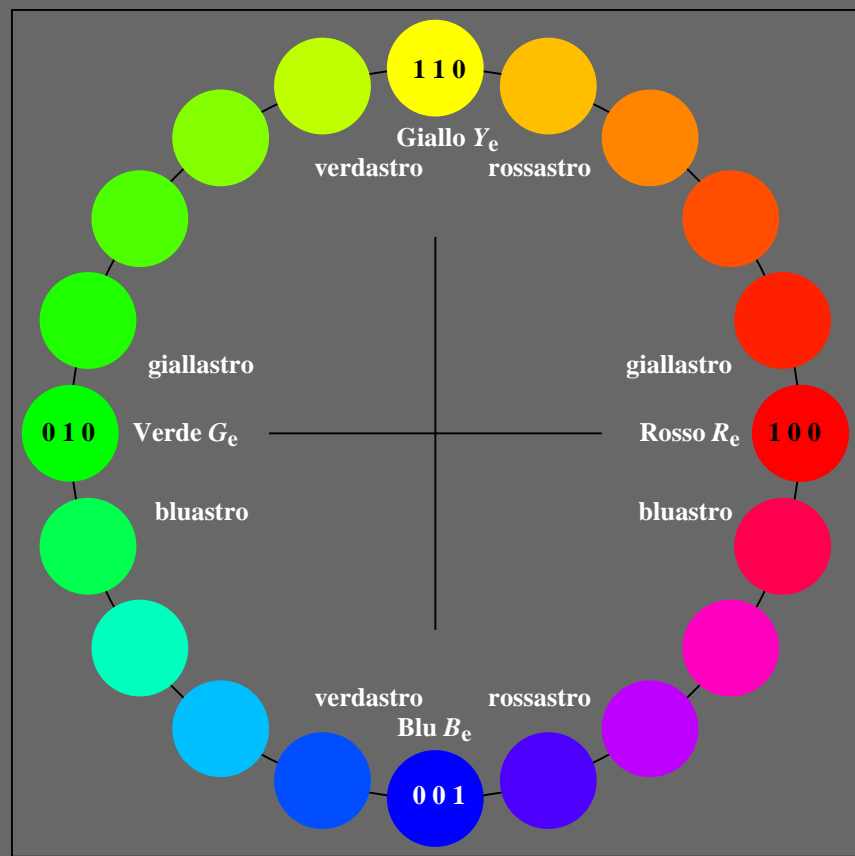 1 1 0
Giallo Yₑ
verdastro rossastro
giallastro giallastro
0 1 0 Verde Gₑ Rosso Rₑ 1 0 0
bluastro bluastro
verdastro rossastro
Blu Bₑ
0 0 1